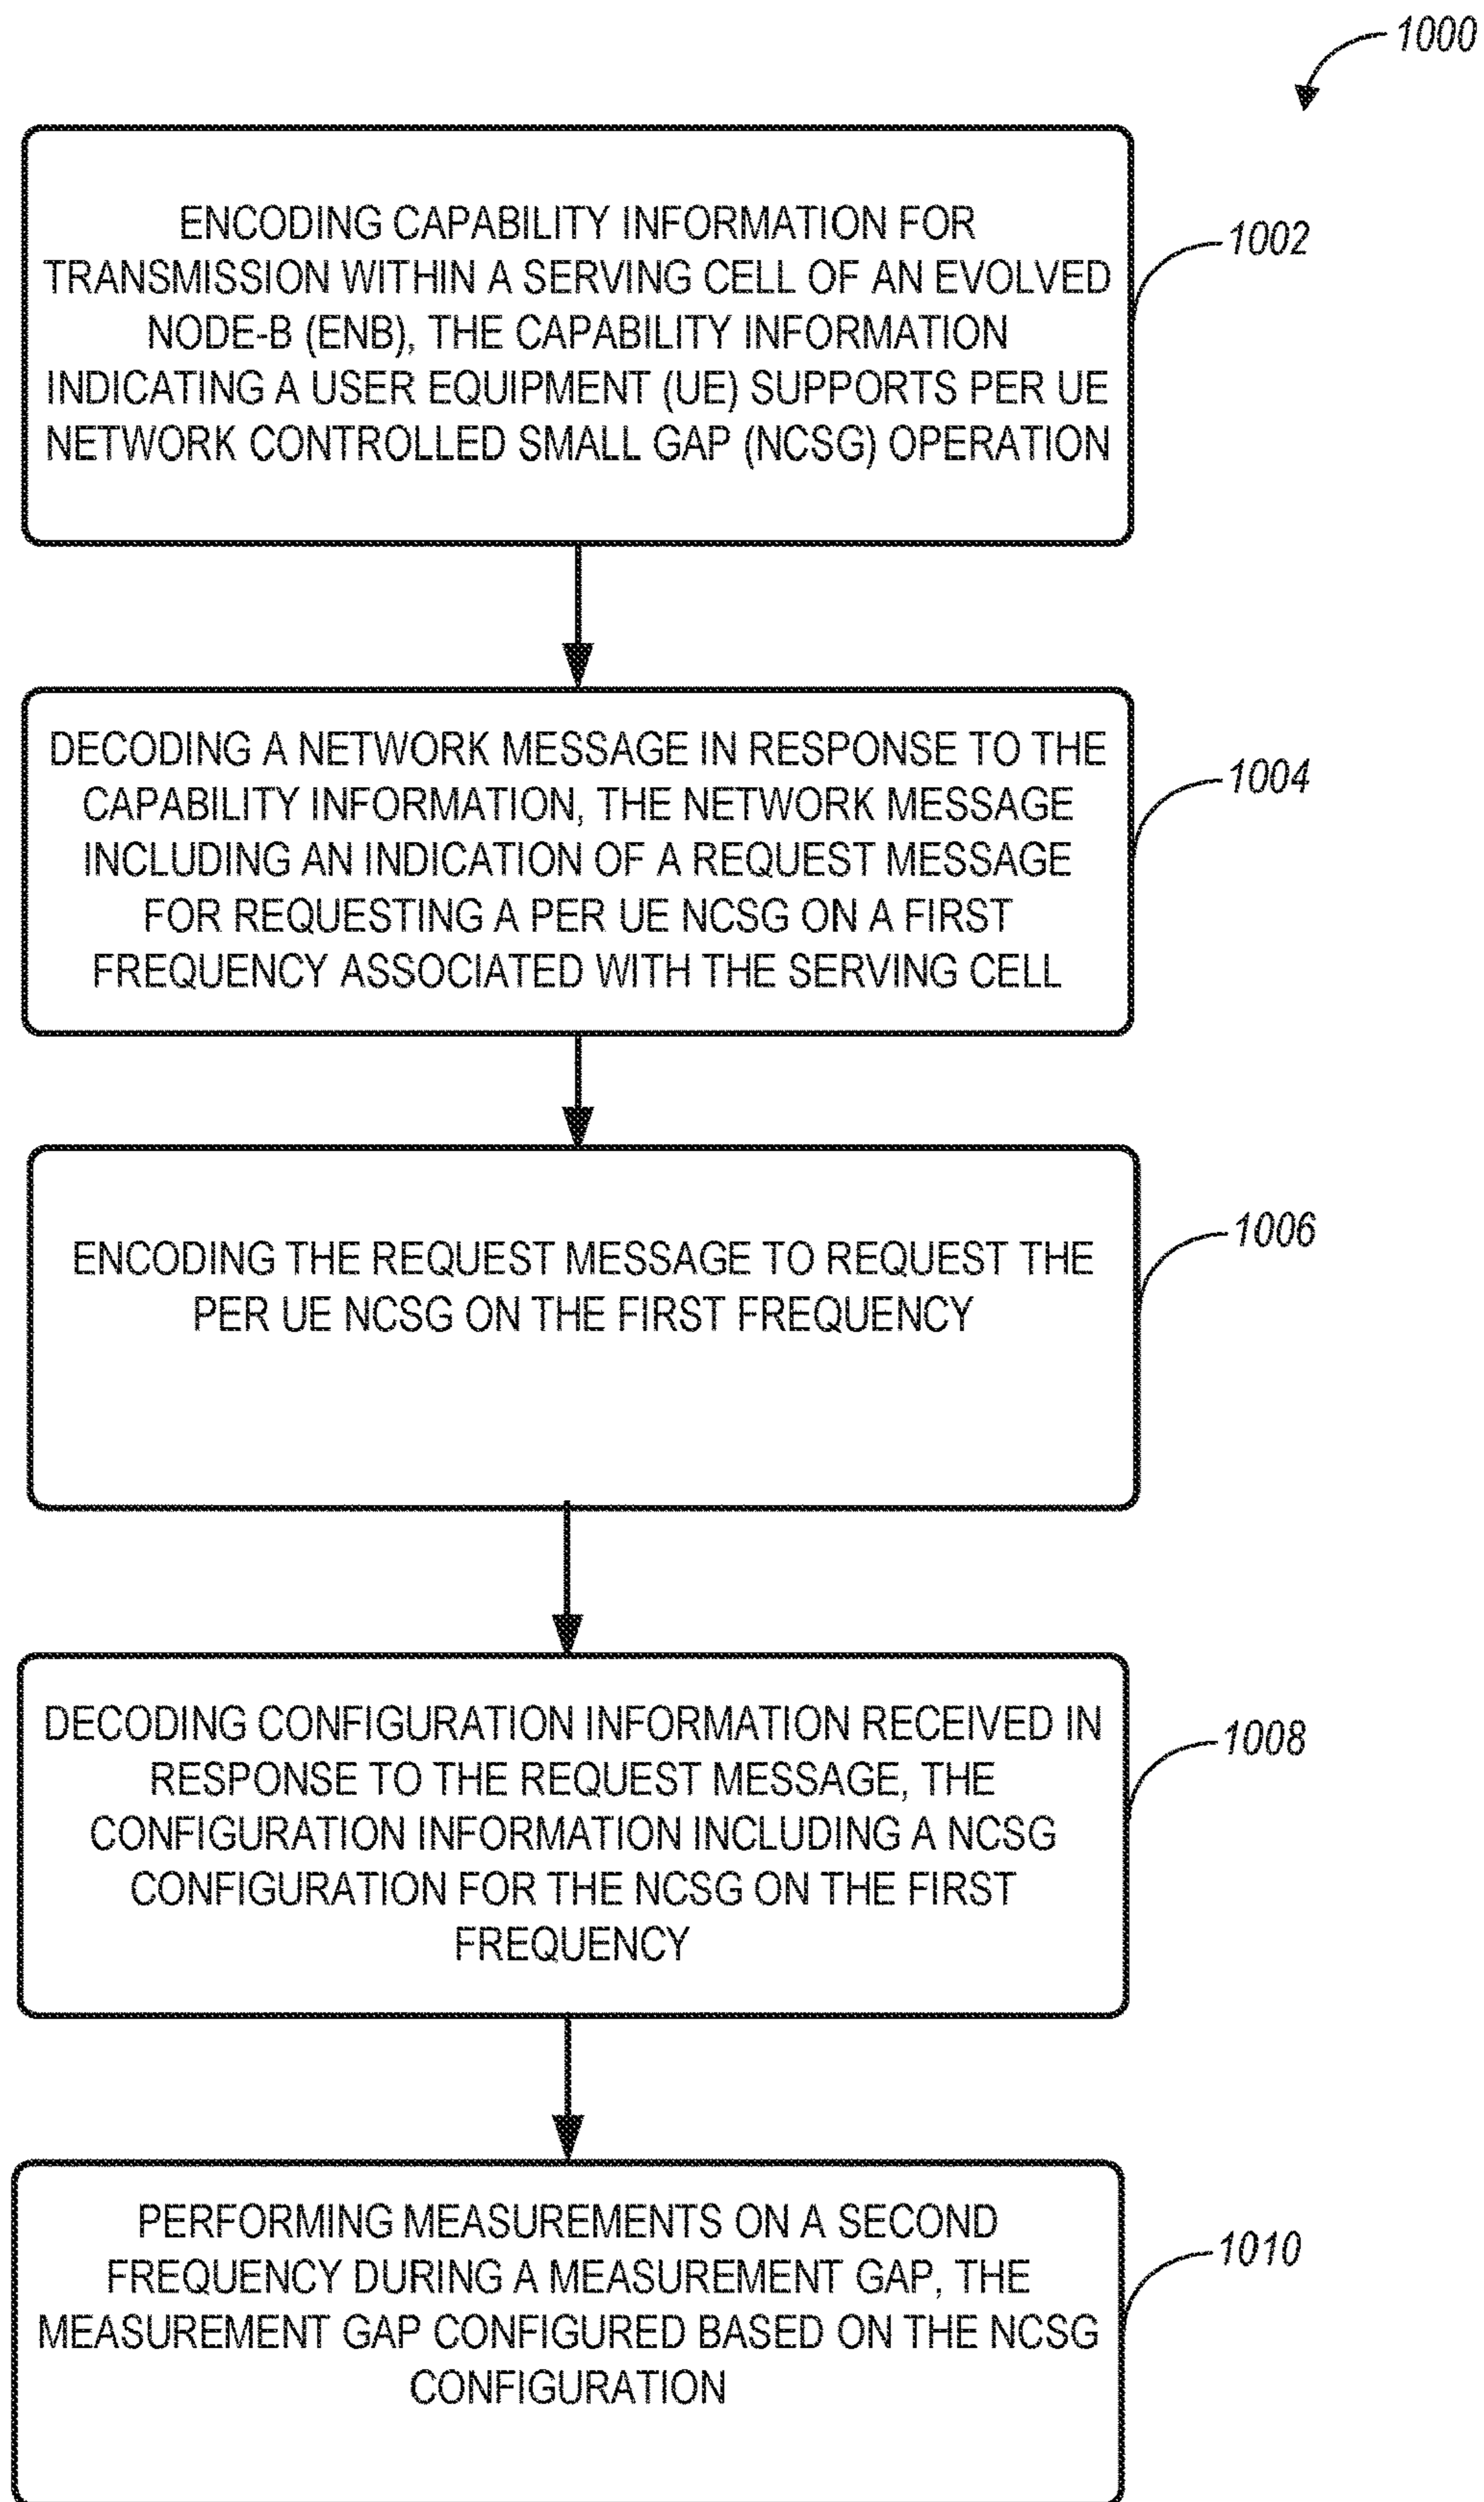 1000
ENCODING CAPABILITY INFORMATION FOR
TRANSMISSION WITHIN A SERVING CELL OF AN EVOLVED
NODE-B (ENB), THE CAPABILITY INFORMATION
INDICATING A USER EQUIPMENT (UE) SUPPORTS PER UE
NETWORK CONTROLLED SMALL GAP (NCSG) OPERATION
1002
DECODING A NETWORK MESSAGE IN RESPONSE TO THE
CAPABILITY INFORMATION, THE NETWORK MESSAGE
INCLUDING AN INDICATION OF A REQUEST MESSAGE
FOR REQUESTING A PER UE NCSG ON A FIRST
FREQUENCY ASSOCIATED WITH THE SERVING CELL
1004
ENCODING THE REQUEST MESSAGE TO REQUEST THE
PER UE NCSG ON THE FIRST FREQUENCY
1006
DECODING CONFIGURATION INFORMATION RECEIVED IN
RESPONSE TO THE REQUEST MESSAGE, THE
CONFIGURATION INFORMATION INCLUDING A NCSG
CONFIGURATION FOR THE NCSG ON THE FIRST
FREQUENCY
1008
PERFORMING MEASUREMENTS ON A SECOND
FREQUENCY DURING A MEASUREMENT GAP, THE
MEASUREMENT GAP CONFIGURED BASED ON THE NCSG
CONFIGURATION
1010